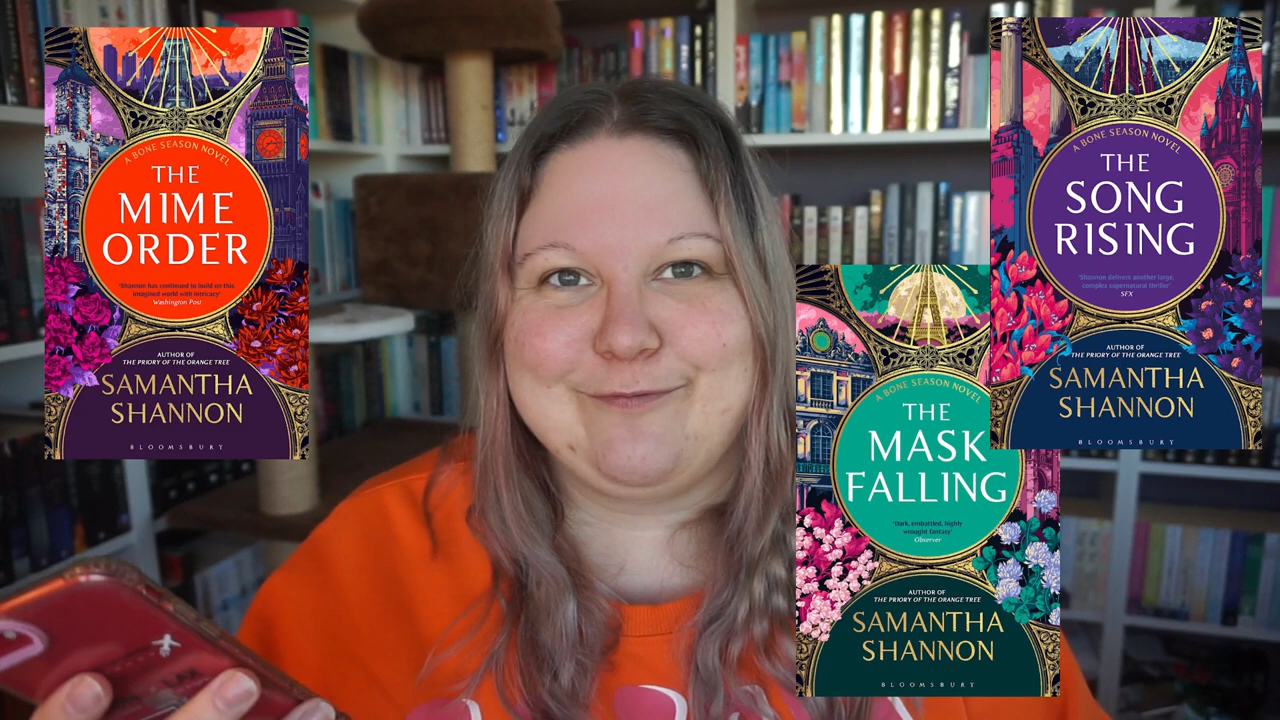 A BONE SEASON NOVEL
THE
MIME
ORDER
'Shannon has continued to build on this
imagined world with intricacy'
Washington Post
AUTHOR OF
THE PRIORY OF THE ORANGE TREE
SAMANTHA
SHANNON
BLOOMSBURY
A BONE SEASON NOVEL
THE
MASK
FALLING
'Dark, embattled, highly
wrought fantasy'
Observer
AUTHOR OF
THE PRIORY OF THE ORANGE TREE
SAMANTHA
SHANNON
BLOOMSBURY
A BONE SEASON NOVEL
THE
SONG
RISING
'Shannon delivers another large,
complex supernatural thriller'
SFX
AUTHOR OF
THE PRIORY OF THE ORANGE TREE
SAMANTHA
SHANNON
BLOOMSBURY